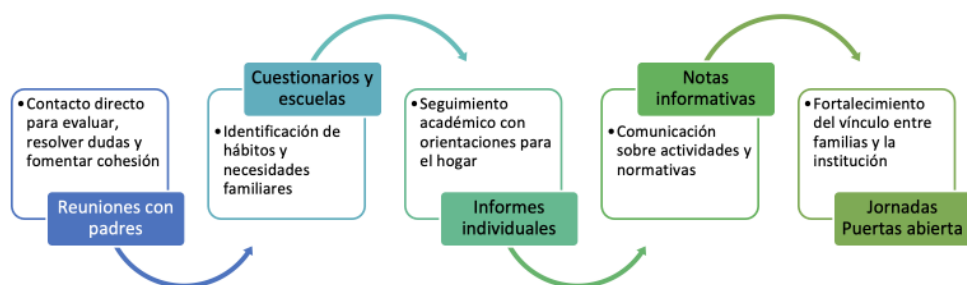 • Contacto directo
para evaluar,
resolver dudas y
fomentar cohesión
Reuniones con
padres
Cuestionarios y
escuelas
• Identificación de
hábitos y
necesidades
familiares
• Seguimiento
académico con
orientaciones para
el hogar
Informes
individuales
Notas
informativas
• Comunicación
sobre actividades y
normativas
• Fortalecimiento
del vínculo entre
familias y la
institución
Jornadas
Puertas abierta